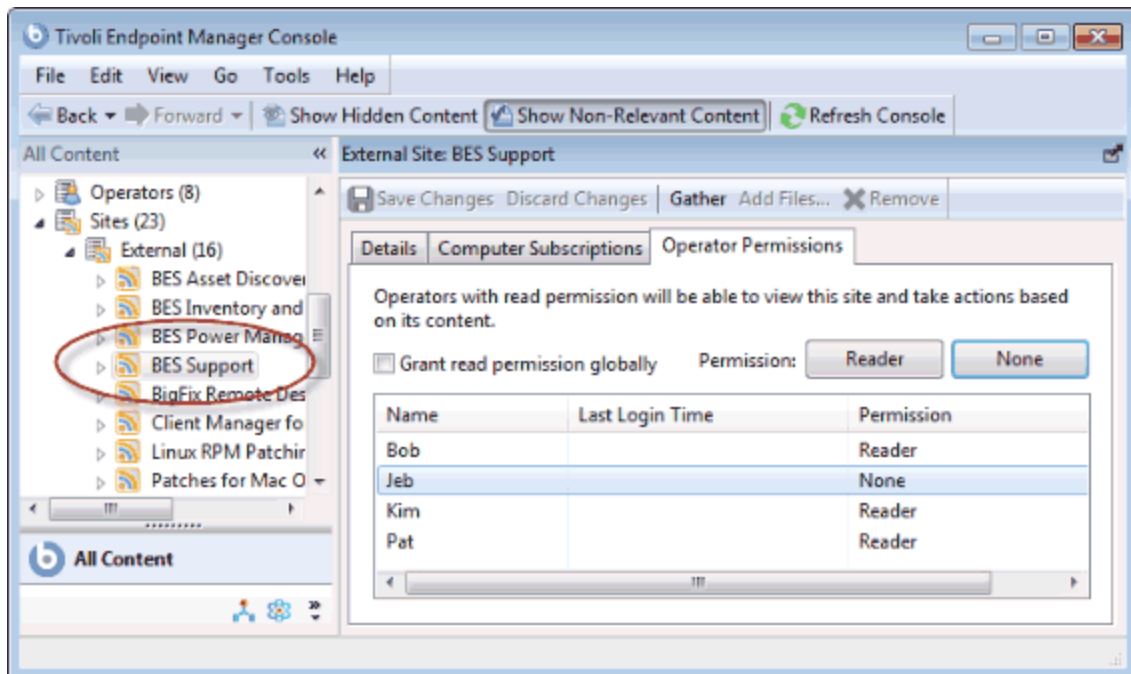 Tivoli Endpoint Manager Console
File Edit View Go Tools Help
Back Forward Show Hidden Content Show Non-Relevant Content Refresh Console
All Content « External Site: BES Support
Operators (8)
Sites (23)
External (16)
BES Asset Discover
BES Inventory and
BES Power Manag
BES Support
BigFix Remote Des
Client Manager fo
Linux RPM Patchin
Patches for Mac O
All Content
Save Changes Discard Changes Gather Add Files... Remove
Details Computer Subscriptions Operator Permissions
Operators with read permission will be able to view this site and take actions based
on its content.
Grant read permission globally Permission: Reader None
Name Last Login Time Permission
Bob Reader
Jeb None
Kim Reader
Pat Reader